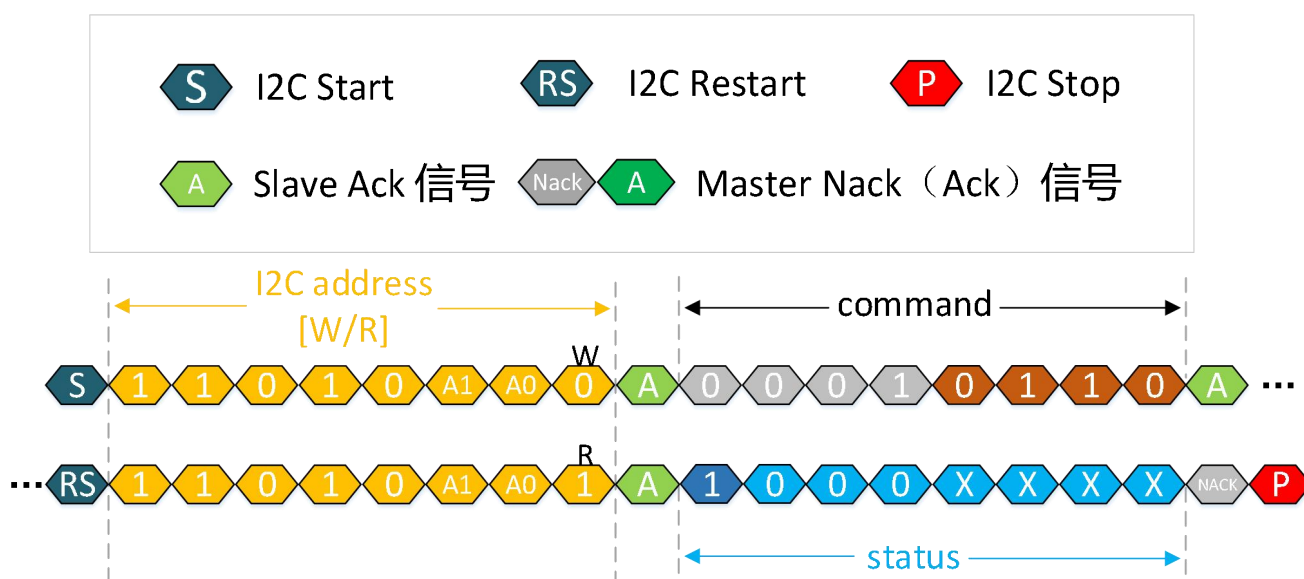 S I2C Start RS I2C Restart P I2C Stop
A Slave Ack 信号 Nack A Master Nack（Ack）信号
I2C address
[W/R]
command
W
S 1 1 0 1 0 A1 A0 0 A 0 0 0 1 0 1 1 0 A ...
R
... RS 1 1 0 1 0 A1 A0 1 A 1 0 0 0 X X X X NACK P
status